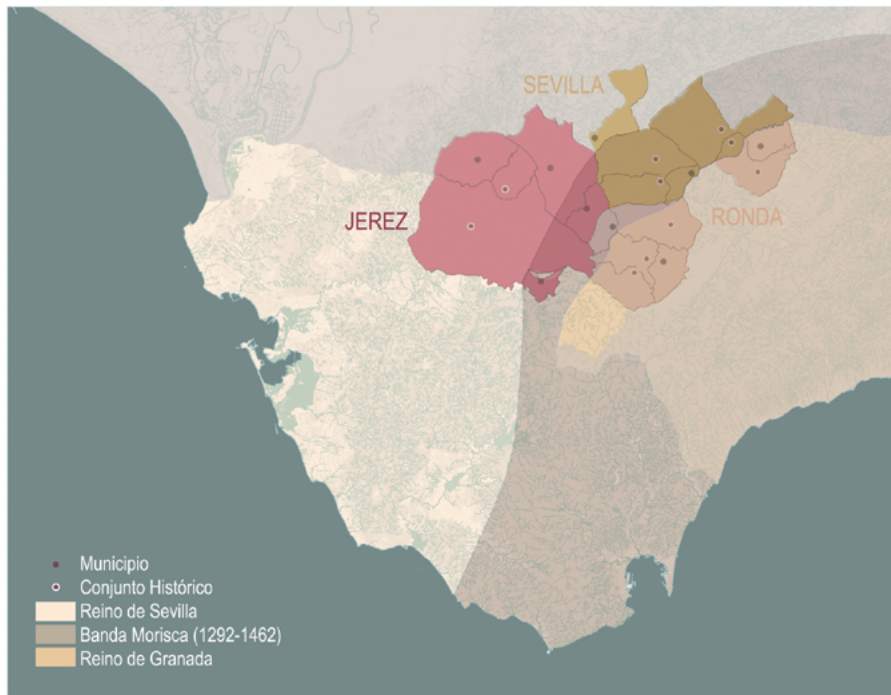 SEVILLA
JEREZ
RONDA
Municipio
Conjunto Histórico
Reino de Sevilla
Banda Morisca (1292-1462)
Reino de Granada